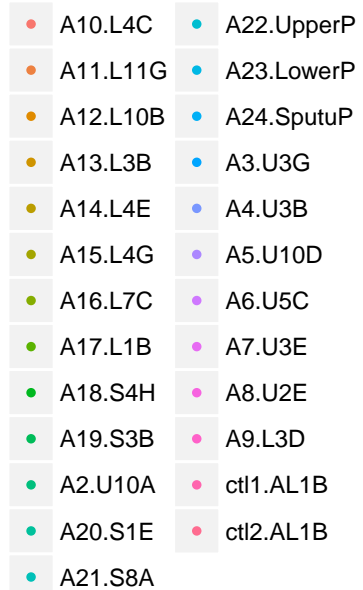 A10.L4C
A11.L11G
A12.L10B
A13.L3B
A14.L4E
A15.L4G
A16.L7C
A17.L1B
A18.S4H
A19.S3B
A2.U10A
A20.S1E
A21.S8A
A22.UpperP
A23.LowerP
A24.SputuP
A3.U3G
A4.U3B
A5.U10D
A6.U5C
A7.U3E
A8.U2E
A9.L3D
ctl1.AL1B
ctl2.AL1B